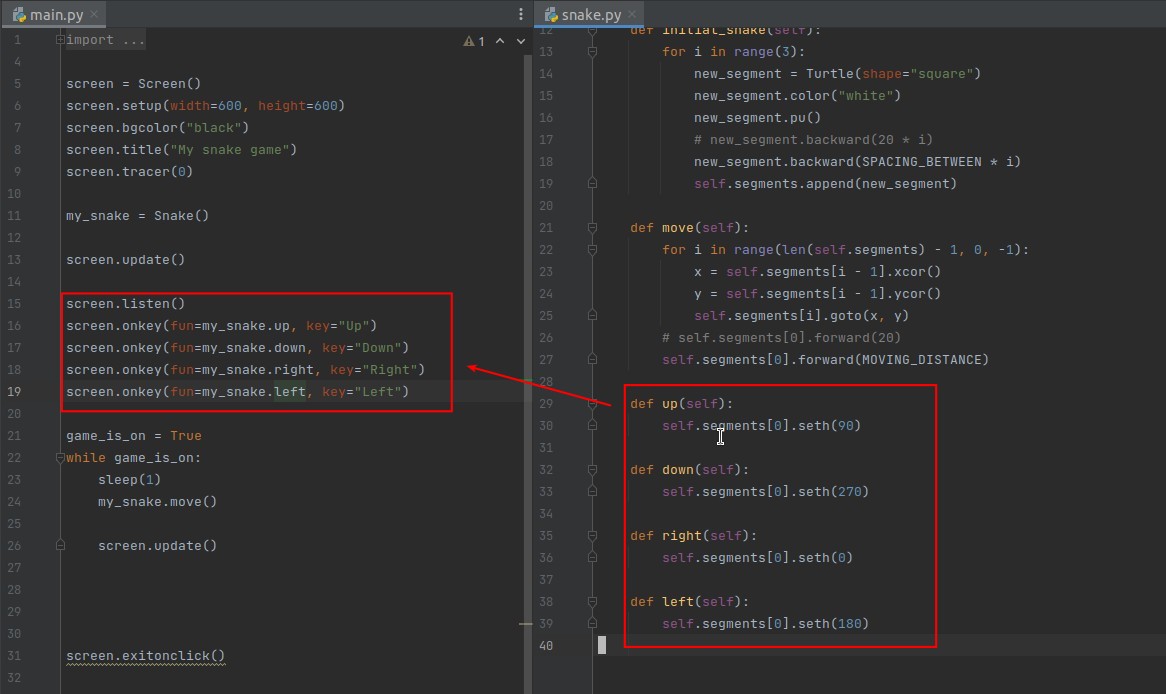 main.py
1 import ...
1
4
5 screen = Screen()
6 screen.setup(width=600, height=600)
7 screen.bgcolor("black")
8 screen.title("My snake game")
9 screen.tracer(0)
10
11 my_snake = Snake()
12
13 screen.update()
14
15 screen.listen()
16 screen.onkey(fun=my_snake.up, key="Up")
17 screen.onkey(fun=my_snake.down, key="Down")
18 screen.onkey(fun=my_snake.right, key="Right")
19 screen.onkey(fun=my_snake.left, key="Left")
20
21 game_is_on = True
22 while game_is_on:
23     sleep(1)
24     my_snake.move()
25
26     screen.update()
27
28
29
30
31 screen.exitonclick()
32
snake.py
12 def initial_snake(self):
13     for i in range(3):
14         new_segment = Turtle(shape="square")
15         new_segment.color("white")
16         new_segment.pu()
17         # new_segment.backward(20 * i)
18         new_segment.backward(SPACING_BETWEEN * i)
19         self.segments.append(new_segment)
20
21 def move(self):
22     for i in range(len(self.segments) - 1, 0, -1):
23         x = self.segments[i - 1].xcor()
24         y = self.segments[i - 1].ycor()
25         self.segments[i].goto(x, y)
26     # self.segments[0].forward(20)
27     self.segments[0].forward(MOVING_DISTANCE)
28
29 def up(self):
30     self.segments[0].seth(90)
31
32 def down(self):
33     self.segments[0].seth(270)
34
35 def right(self):
36     self.segments[0].seth(0)
37
38 def left(self):
39     self.segments[0].seth(180)
40